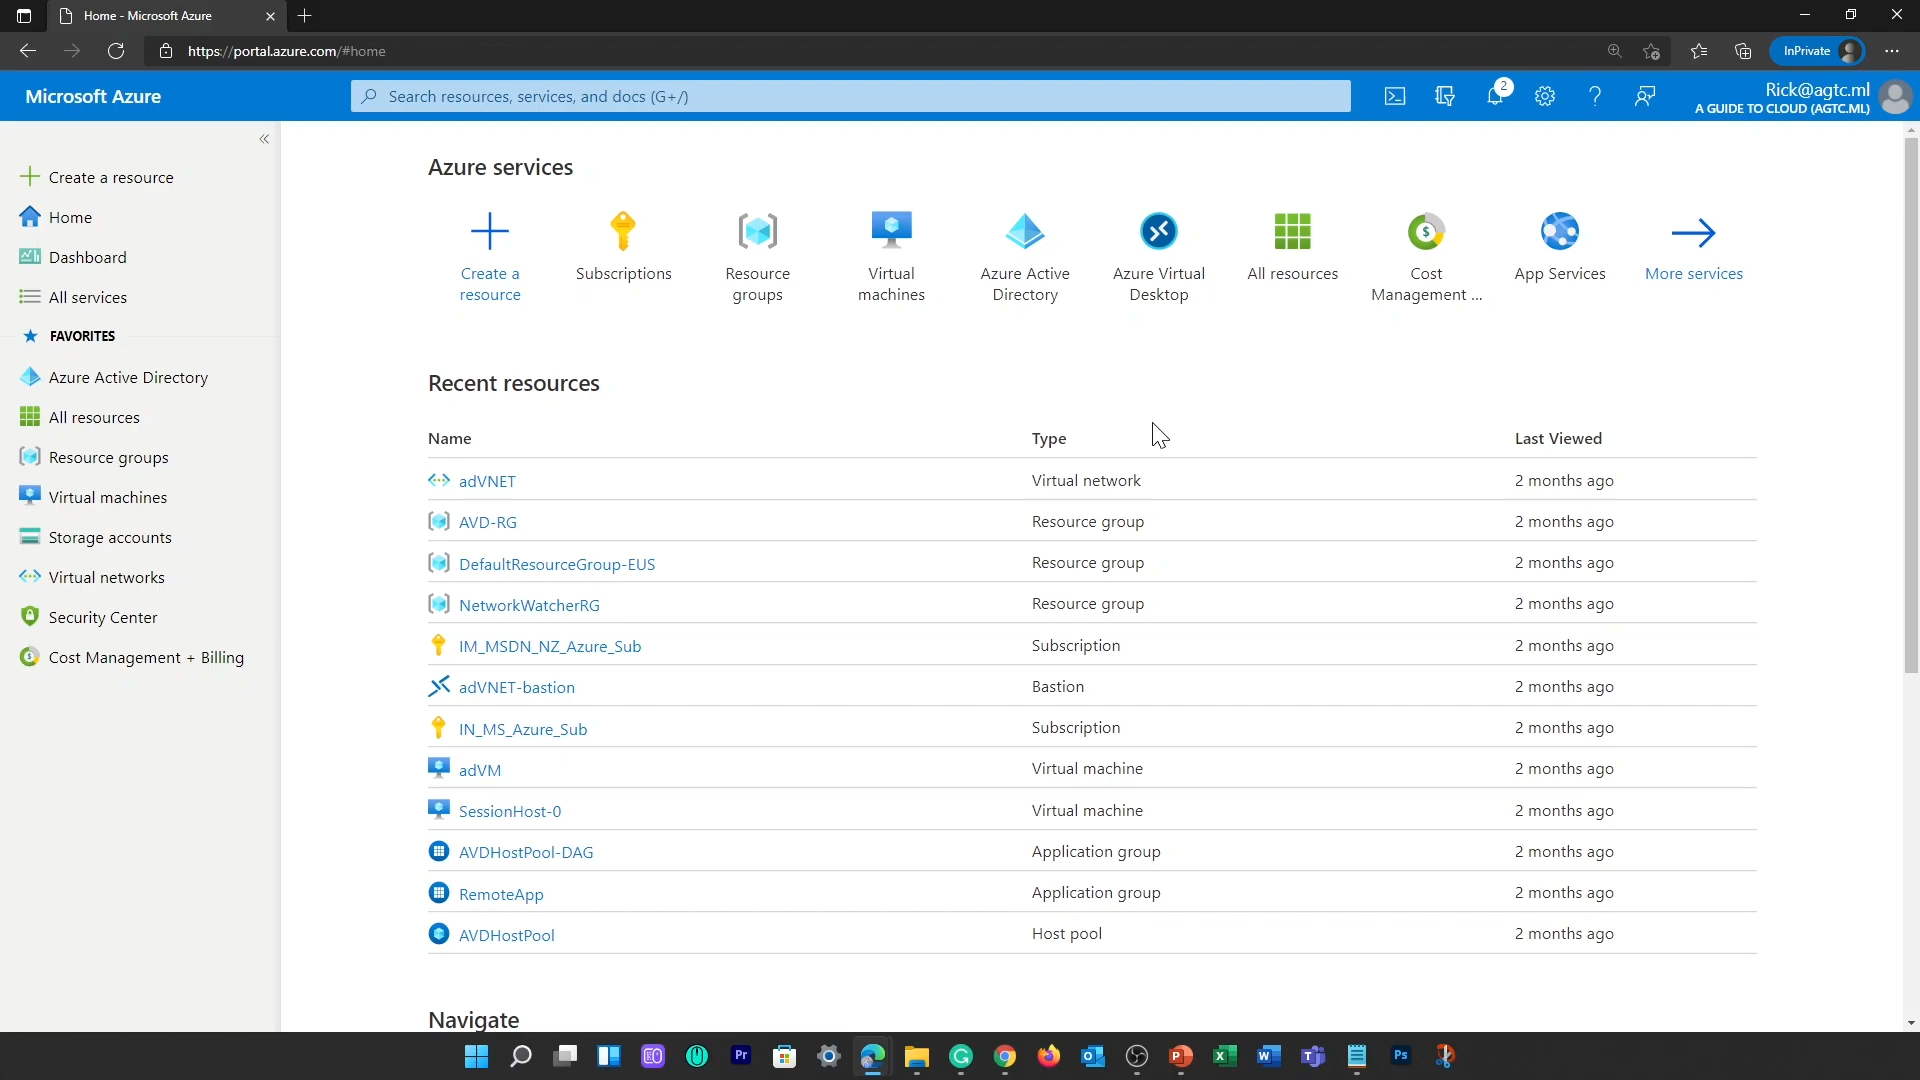 Home - Microsoft Azure
https://portal.azure.com/#home
InPrivate
Microsoft Azure
Search resources, services, and docs (G+/)
2
Rick@agtc.ml
A GUIDE TO CLOUD (AGTC.ML)
Create a resource
Home
Dashboard
All services
FAVORITES
Azure Active Directory
All resources
Resource groups
Virtual machines
Storage accounts
Virtual networks
Security Center
Cost Management + Billing
Azure services
Create a
resource
Subscriptions
Resource
groups
Virtual
machines
Azure Active
Directory
Azure Virtual
Desktop
All resources
Cost
Management ...
App Services
More services
Recent resources
Name Type Last Viewed
adVNET Virtual network 2 months ago
AVD-RG Resource group 2 months ago
DefaultResourceGroup-EUS Resource group 2 months ago
NetworkWatcherRG Resource group 2 months ago
IM_MSDN_NZ_Azure_Sub Subscription 2 months ago
adVNET-bastion Bastion 2 months ago
IN_MS_Azure_Sub Subscription 2 months ago
adVM Virtual machine 2 months ago
SessionHost-0 Virtual machine 2 months ago
AVDHostPool-DAG Application group 2 months ago
RemoteApp Application group 2 months ago
AVDHostPool Host pool 2 months ago
Navigate